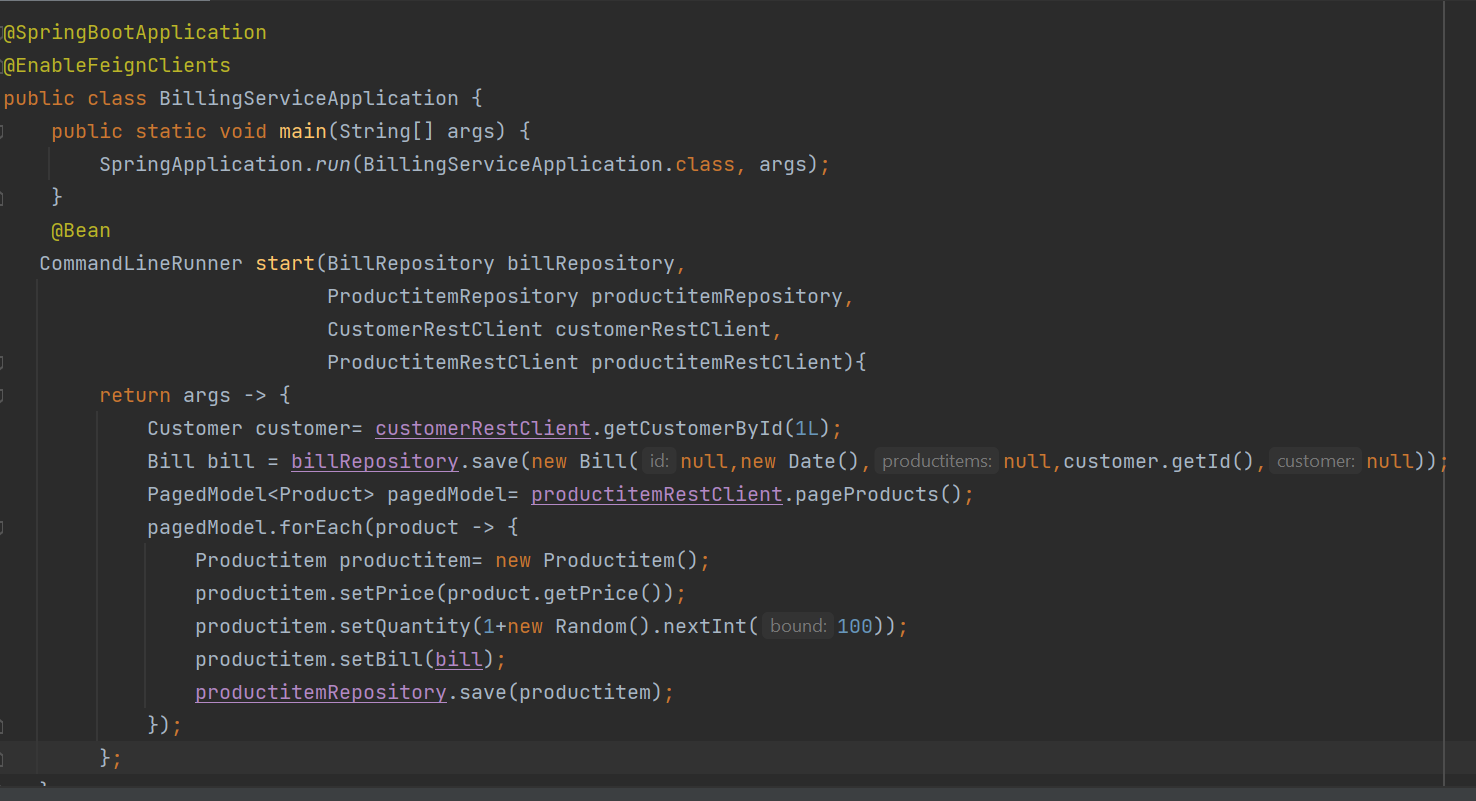 @SpringBootApplication
@EnableFeignClients
public class BillingServiceApplication {
    public static void main(String[] args) {
        SpringApplication.run(BillingServiceApplication.class, args);
    }
    @Bean
   CommandLineRunner start(BillRepository billRepository,
                           ProductitemRepository productitemRepository,
                           CustomerRestClient customerRestClient,
                           ProductitemRestClient productitemRestClient){
        return args -> {
            Customer customer= customerRestClient.getCustomerById(1L);
            Bill bill = billRepository.save(new Bill( id: null,new Date(), productitems: null,customer.getId(), customer: null));
            PagedModel<Product> pagedModel= productitemRestClient.pageProducts();
            pagedModel.forEach(product -> {
                Productitem productitem= new Productitem();
                productitem.setPrice(product.getPrice());
                productitem.setQuantity(1+new Random().nextInt( bound: 100));
                productitem.setBill(bill);
                productitemRepository.save(productitem);
            });
        };
   }